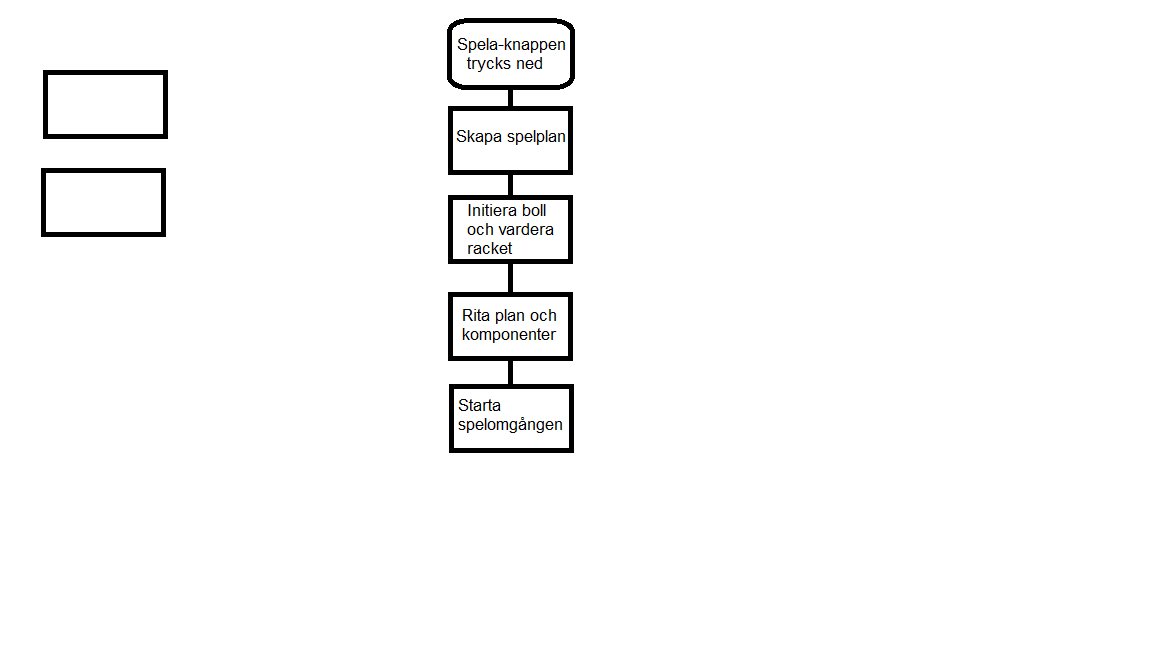 Spela-knappen
trycks ned
Skapa spelplan
Initiera boll
och vardera
racket
Rita plan och
komponenter
Starta
spelomgången